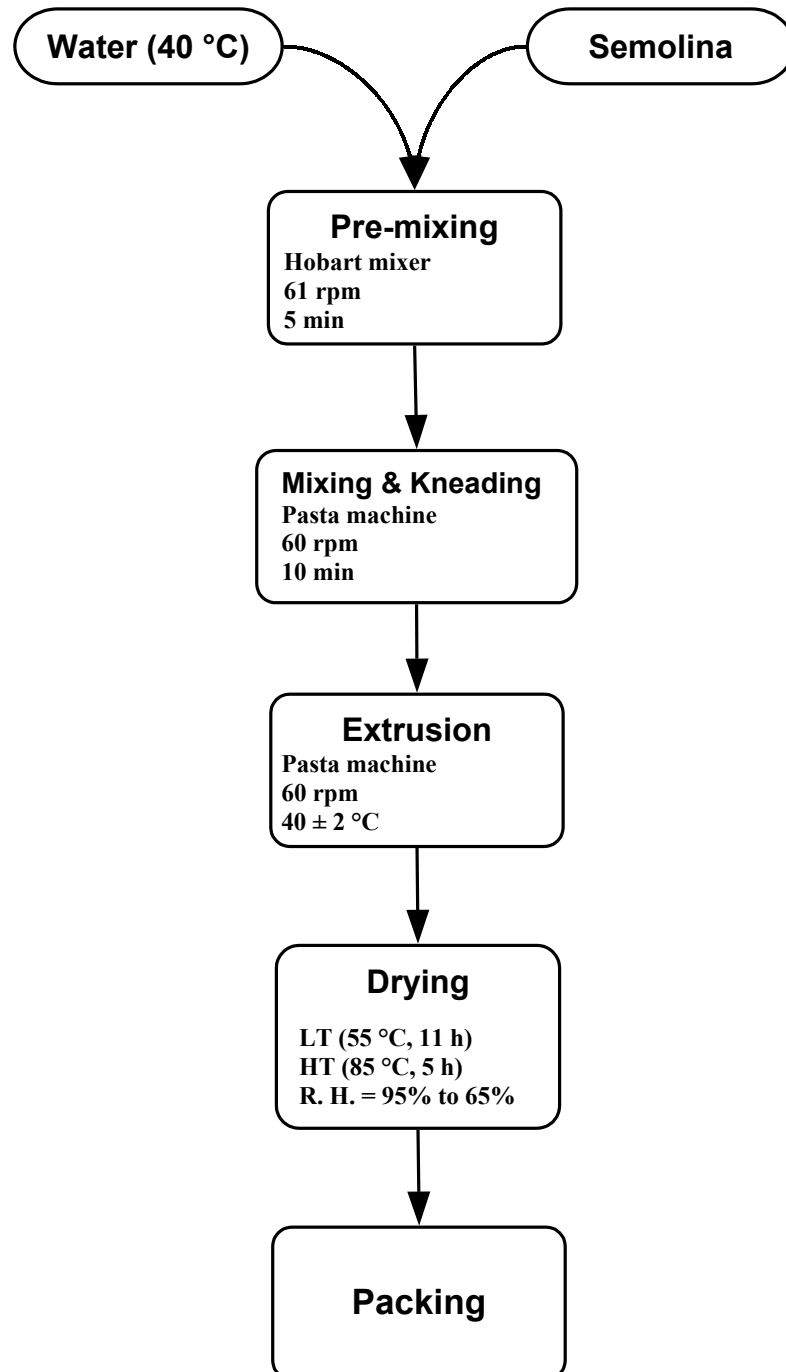 Water (40 °C)
Semolina
Pre-mixing
Hobart mixer
61 rpm
5 min
Mixing & Kneading
Pasta machine
60 rpm
10 min
Extrusion
Pasta machine
60 rpm
40 ± 2 °C
Drying
LT (55 °C, 11 h)
HT (85 °C, 5 h)
R. H. = 95% to 65%
Packing